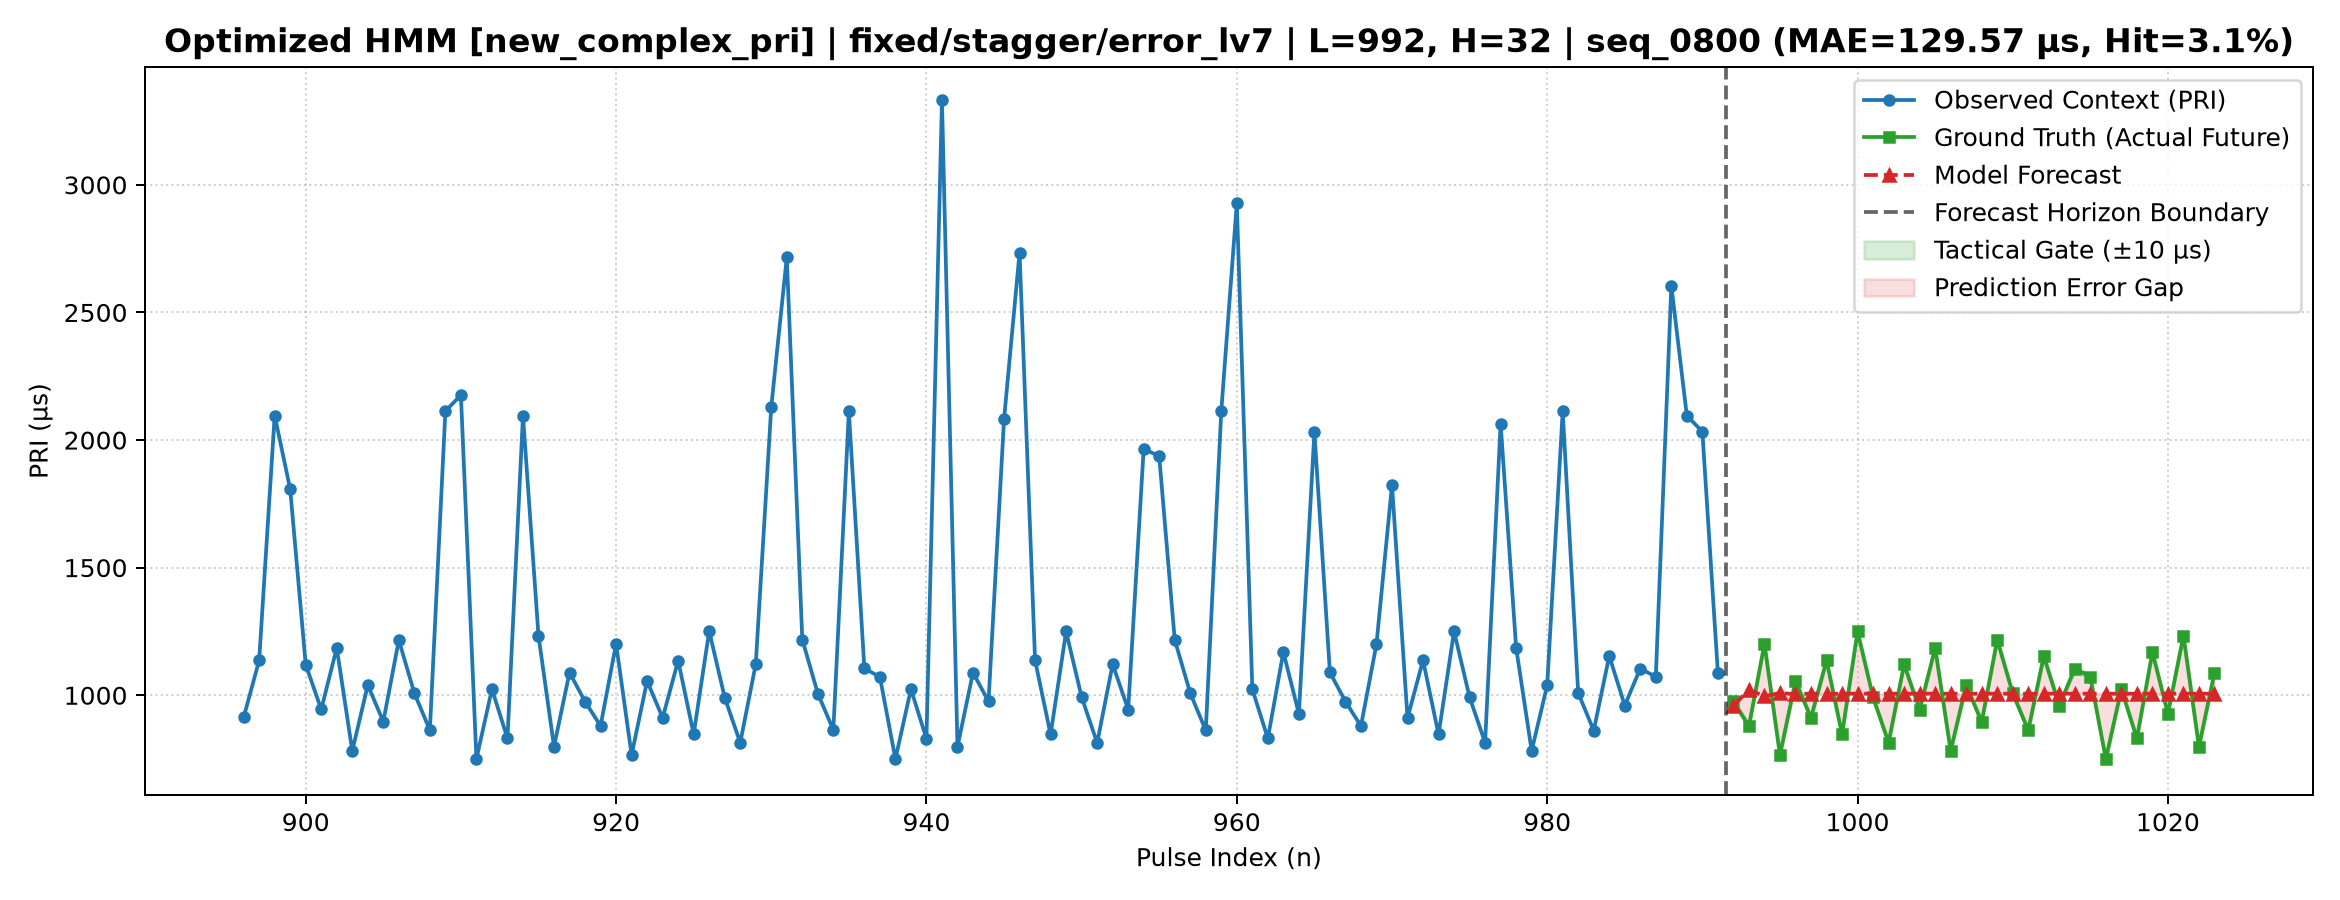 Optimized HMM [new_complex_pri] | fixed/stagger/error_lv7 | L=992, H=32 | seq_0800 (MAE=129.57 µs, Hit=3.1%)
Observed Context (PRI)
Ground Truth (Actual Future)
Model Forecast
Forecast Horizon Boundary
Tactical Gate (±10 µs)
Prediction Error Gap
PRI (µs)
3000
2500
2000
1500
1000
900 920 940 960 980 1000 1020
Pulse Index (n)